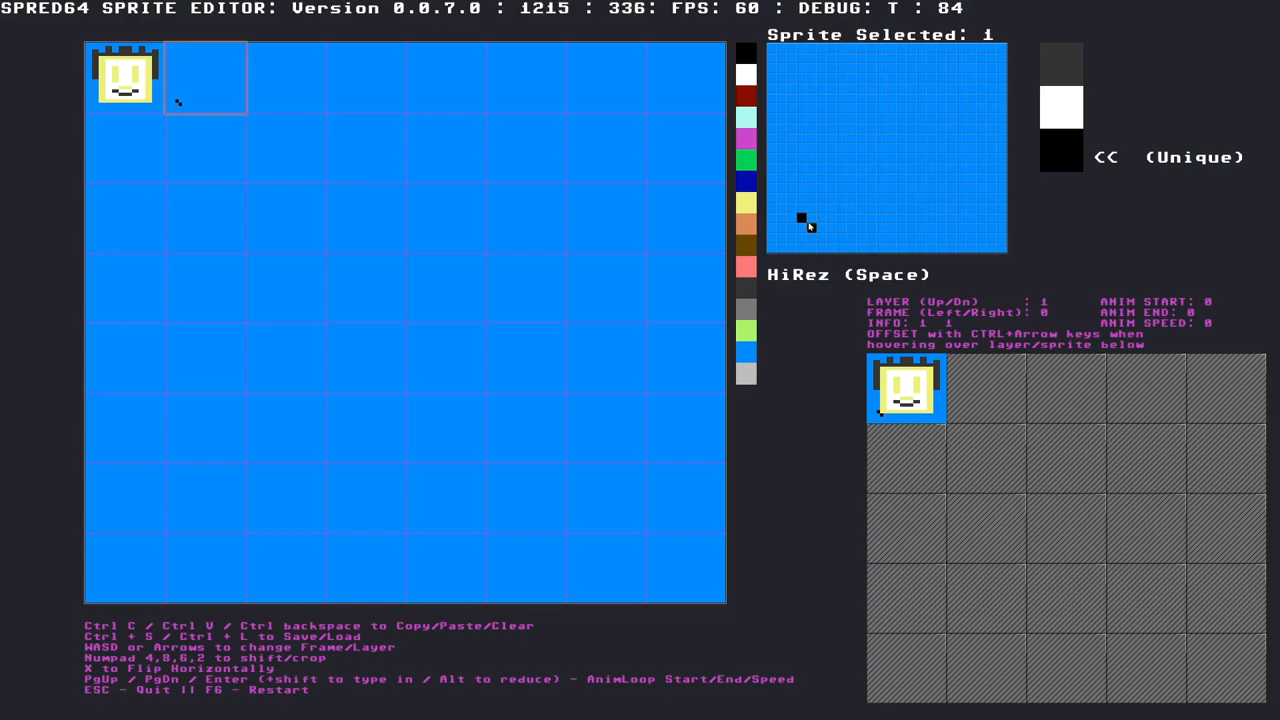 SPRED64 SPRITE EDITOR: Version 0.0.7.0 : 1215 : 336: FPS: 60 : DEBUG: T : 84
Sprite Selected: 1
<< (Unique)
HiRez (Space)
LAYER (Up/Dn) : 1 ANIM START: 0
FRAME (Left/Right): 0 ANIM END: 0
INFO: 1 1 ANIM SPEED: 0
OFFSET with CTRL+Arrow keys when
hovering over layer/sprite below
Ctrl C / Ctrl V / Ctrl backspace to Copy/Paste/Clear
Ctrl + S / Ctrl + L to Save/Load
WASD or Arrows to change Frame/Layer
Numpad 4,8,6,2 to shift/crop
X to Flip Horizontally
PgUp / PgDn / Enter (+shift to type in / Alt to reduce) - AnimLoop Start/End/Speed
ESC - Quit || F6 - Restart